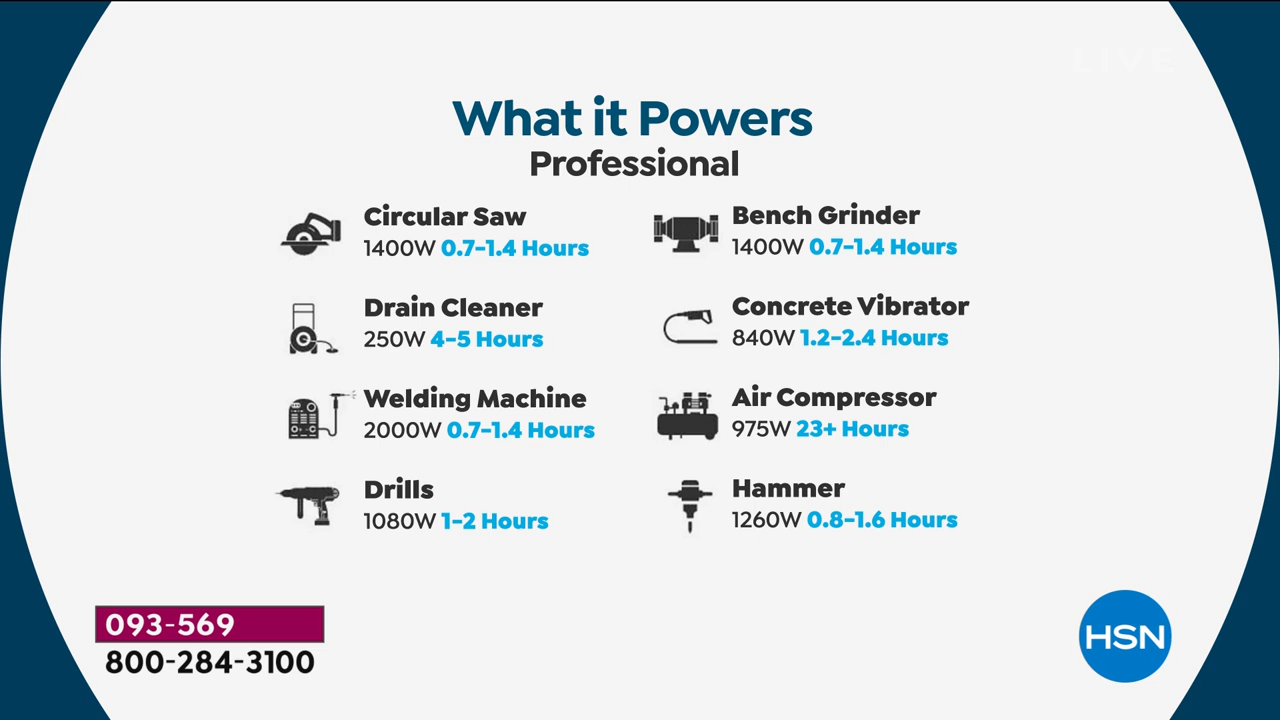 LIVE
What it Powers
Professional
Circular Saw
1400W 0.7-1.4 Hours
Bench Grinder
1400W 0.7-1.4 Hours
Drain Cleaner
250W 4-5 Hours
Concrete Vibrator
840W 1.2-2.4 Hours
Welding Machine
2000W 0.7-1.4 Hours
Air Compressor
975W 23+ Hours
Drills
1080W 1-2 Hours
Hammer
1260W 0.8-1.6 Hours
093-569
800-284-3100
HSN